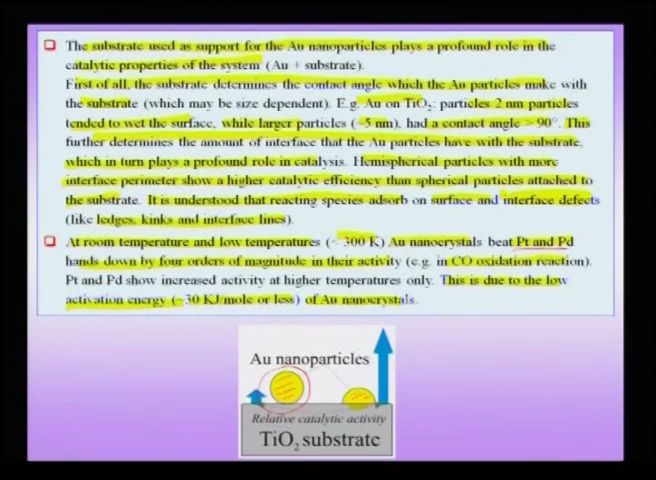 The substrate used as support for the Au nanoparticles plays a profound role in the
catalytic properties of the system (Au + substrate).
First of all, the substrate determines the contact angle which the Au particles make with
the substrate (which may be size dependent). E.g. Au on TiO₂: particles 2 nm particles
tended to wet the surface, while larger particles (~5 nm), had a contact angle > 90°. This
further determines the amount of interface that the Au particles have with the substrate,
which in turn plays a profound role in catalysis. Hemispherical particles with more
interface perimeter show a higher catalytic efficiency than spherical particles attached to
the substrate. It is understood that reacting species adsorb on surface and interface defects
(like ledges, kinks and interface lines).
At room temperature and low temperatures (< 300 K) Au nanocrystals beat Pt and Pd
hands down by four orders of magnitude in their activity (e.g. in CO oxidation reaction).
Pt and Pd show increased activity at higher temperatures only. This is due to the low
activation energy (~30 KJ/mole or less) of Au nanocrystals.
Au nanoparticles
Relative catalytic activity
TiO₂ substrate